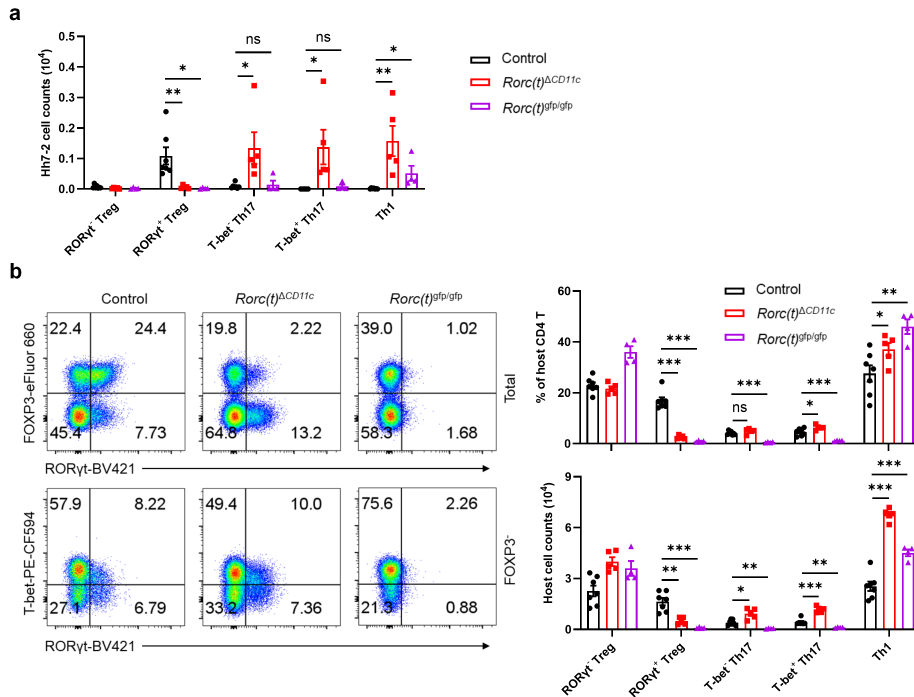 a
Hh7-2 cell counts (10⁴)
0.5
0.4
0.3
0.2
0.1
0.0
** *
* ns
* ns
** *
RORγt⁻ Treg
RORγt⁺ Treg
T-bet⁻ Th17
T-bet⁺ Th17
Th1
Control
Rorc(t)^ΔCD11c
Rorc(t)^gfp/gfp
b
Control
Rorc(t)^ΔCD11c
Rorc(t)^gfp/gfp
FOXP3-eFluor 660
22.4 24.4
45.4 7.73
19.8 2.22
64.8 13.2
39.0 1.02
58.3 1.68
Total
RORγt-BV421
T-bet-PE-CF594
57.9 8.22
27.1 6.79
49.4 10.0
33.2 7.36
75.6 2.26
21.3 0.88
FOXP3⁻
RORγt-BV421
% of host CD4 T
60
40
20
0
Control
Rorc(t)^ΔCD11c
Rorc(t)^gfp/gfp
*** ***
ns ***
* ***
* **
Host cell counts (10⁴)
9
6
3
0
** ***
* **
*** **
*** ***
RORγt⁻ Treg
RORγt⁺ Treg
T-bet⁻ Th17
T-bet⁺ Th17
Th1